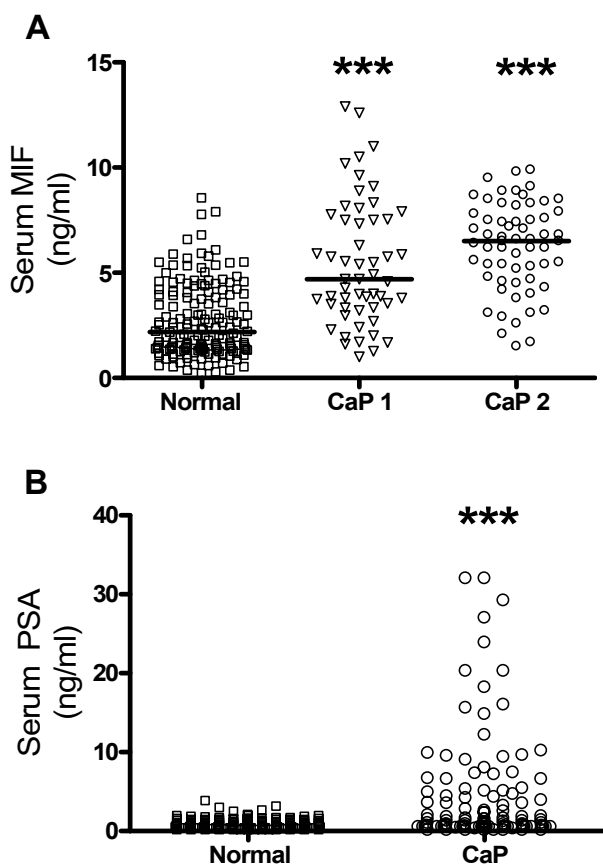 A
Serum MIF
(ng/ml)
15
10
5
0
***
***
Normal
CaP 1
CaP 2
B
Serum PSA
(ng/ml)
40
30
20
10
0
***
Normal
CaP